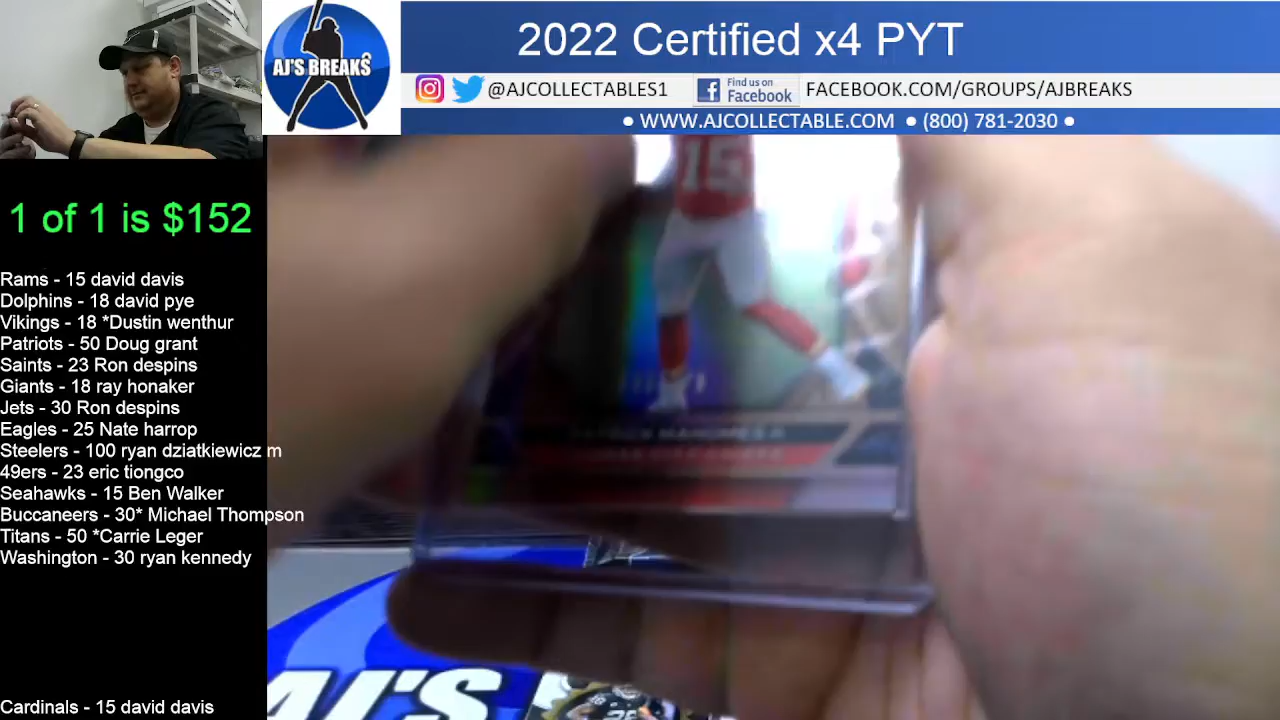 2022 Certified x4 PYT
AJ'S BREAKS
@AJCOLLECTABLES1
Find us on
Facebook
FACEBOOK.COM/GROUPS/AJBREAKS
• WWW.AJCOLLECTABLE.COM • (800) 781-2030 •
1 of 1 is $152
Rams - 15 david davis
Dolphins - 18 david pye
Vikings - 18 *Dustin wenthur
Patriots - 50 Doug grant
Saints - 23 Ron despins
Giants - 18 ray honaker
Jets - 30 Ron despins
Eagles - 25 Nate harrop
Steelers - 100 ryan dziatkiewicz m
49ers - 23 eric tiongco
Seahawks - 15 Ben Walker
Buccaneers - 30* Michael Thompson
Titans - 50 *Carrie Leger
Washington - 30 ryan kennedy
Cardinals - 15 david davis
15
PATRICK MAHOMES II
AJ'S